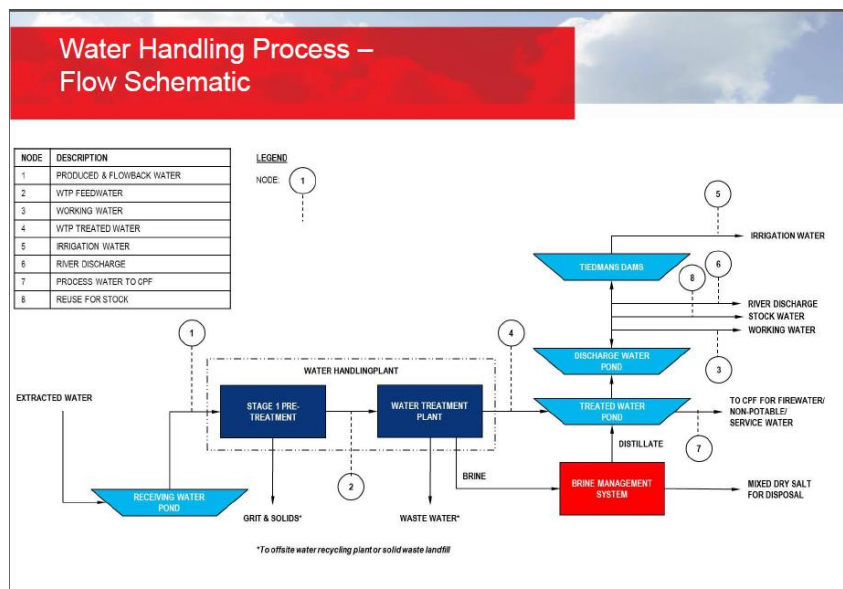 Water Handling Process –
Flow Schematic
NODE DESCRIPTION
1 PRODUCED & FLOWBACK WATER
2 WTP FEEDWATER
3 WORKING WATER
4 WTP TREATED WATER
5 IRRIGATION WATER
6 RIVER DISCHARGE
7 PROCESS WATER TO CPF
8 REUSE FOR STOCK
LEGEND
NODE: 1
5
IRRIGATION WATER
TIEDMANS DAMS
6
8
RIVER DISCHARGE
STOCK WATER
WORKING WATER
1
4
3
WATER HANDLINGPLANT
DISCHARGE WATER
POND
EXTRACTED WATER
STAGE 1 PRE-
TREATMENT
WATER TREATMENT
PLANT
TREATED WATER
POND
TO CPF FOR FIREWATER/
NON-POTABLE/
SERVICE WATER
DISTILLATE
7
2
BRINE
BRINE MANAGEMENT
SYSTEM
MIXED DRY SALT
FOR DISPOSAL
RECEIVING WATER
POND
GRIT & SOLIDS*
WASTE WATER*
*To offsite water recycling plant or solid waste landfill